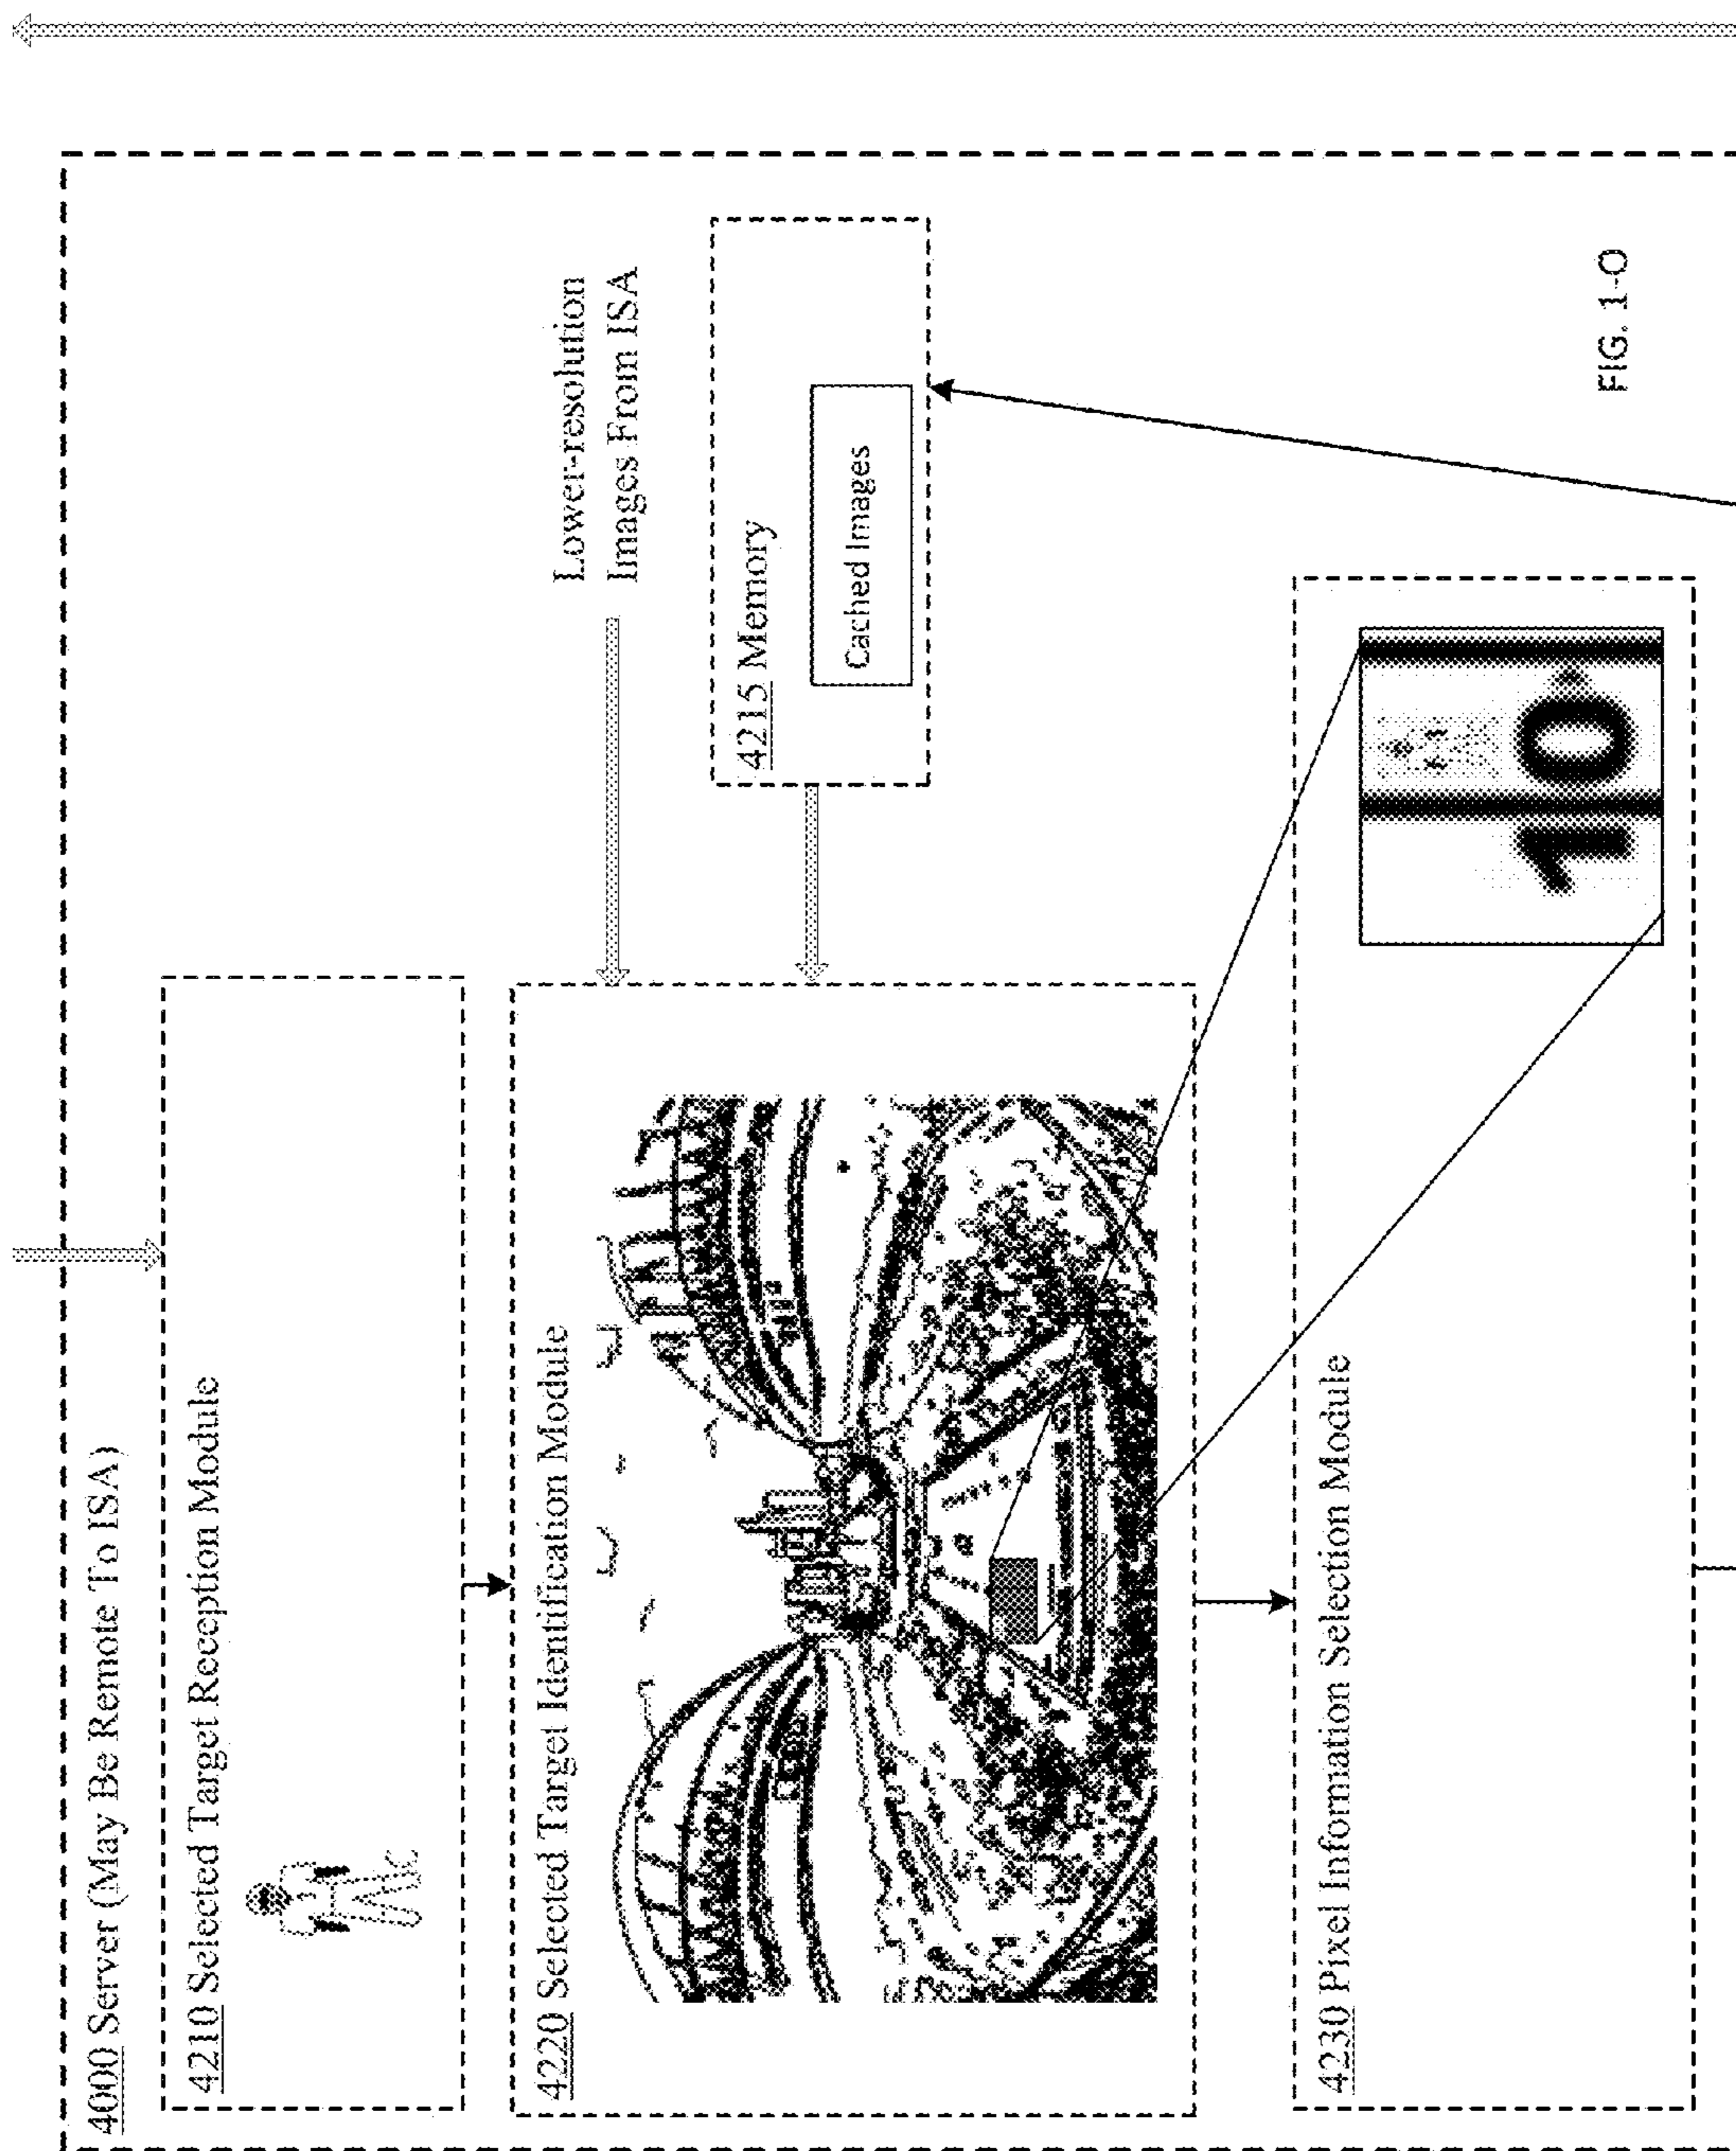 4000 Server (May Be Remote To ISA)
4210 Selected Target Reception Module
4220 Selected Target Identification Module
Lower-resolution
Images From ISA
4215 Memory
Cached Images
4230 Pixel Information Selection Module
10
FIG. 1-O